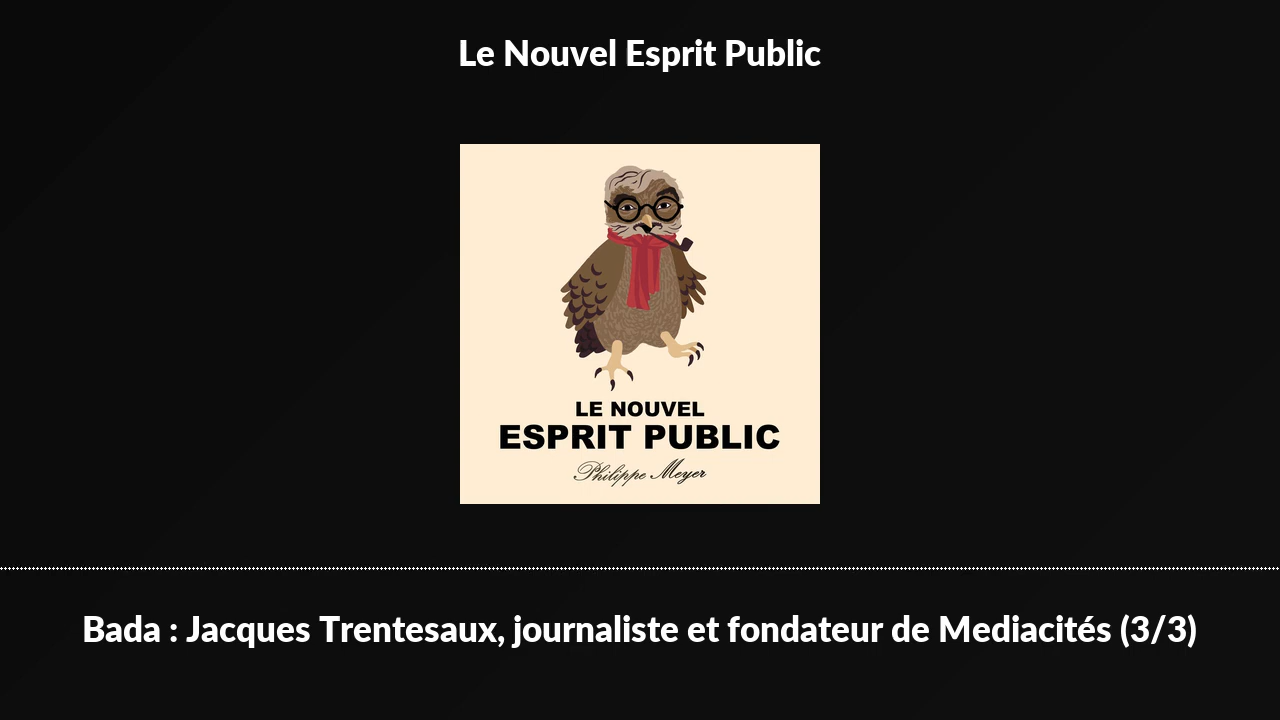 Le Nouvel Esprit Public
LE NOUVEL
ESPRIT PUBLIC
Philippe Meyer
Bada : Jacques Trentesaux, journaliste et fondateur de Mediacités (3/3)